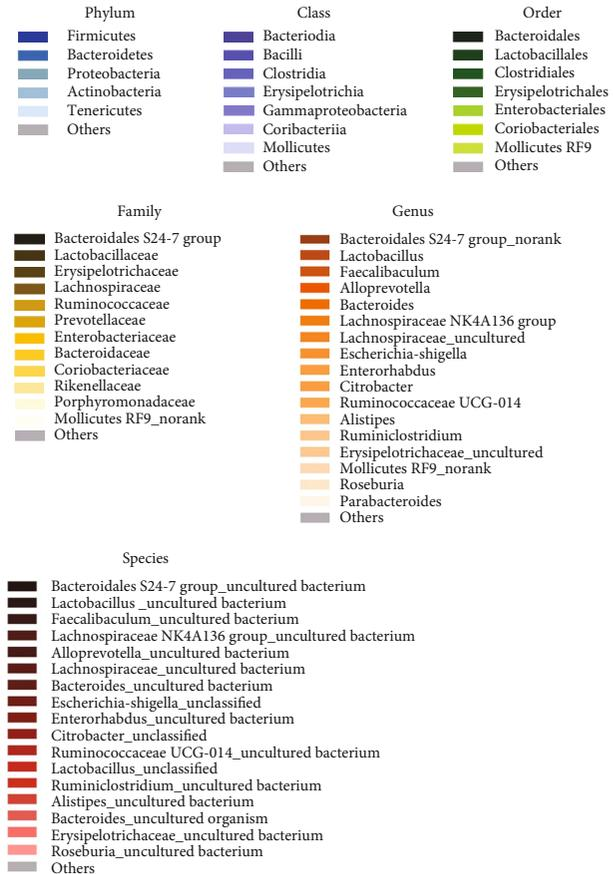 Phylum
Firmicutes
Bacteroidetes
Proteobacteria
Actinobacteria
Tenericutes
Others
Class
Bacteriodia
Bacilli
Clostridia
Erysipelotrichia
Gammaproteobacteria
Coribacteriia
Mollicutes
Others
Order
Bacteroidales
Lactobacillales
Clostridiales
Erysipelotrichales
Enterobacteriales
Coriobacteriales
Mollicutes RF9
Others
Family
Bacteroidales S24-7 group
Lactobacillaceae
Erysipelotrichaceae
Lachnospiraceae
Ruminococcaceae
Prevotellaceae
Enterobacteriaceae
Bacteroidaceae
Coriobacteriaceae
Rikenellaceae
Porphyromonadaceae
Mollicutes RF9_norank
Others
Genus
Bacteroidales S24-7 group_norank
Lactobacillus
Faecalibaculum
Alloprevotella
Bacteroides
Lachnospiraceae NK4A136 group
Lachnospiraceae_uncultured
Escherichia-shigella
Enterorhabdus
Citrobacter
Ruminococcaceae UCG-014
Alistipes
Ruminiclostridium
Erysipelotrichaceae_uncultured
Mollicutes RF9_norank
Roseburia
Parabacteroides
Others
Species
Bacteroidales S24-7 group_uncultured bacterium
Lactobacillus _uncultured bacterium
Faecalibaculum_uncultured bacterium
Lachnospiraceae NK4A136 group_uncultured bacterium
Alloprevotella_uncultured bacterium
Lachnospiraceae_uncultured bacterium
Bacteroides_uncultured bacterium
Escherichia-shigella_unclassified
Enterorhabdus_uncultured bacterium
Citrobacter_unclassified
Ruminococcaceae UCG-014_uncultured bacterium
Lactobacillus_unclassified
Ruminiclostridium_uncultured bacterium
Alistipes_uncultured bacterium
Bacteroides_uncultured organism
Erysipelotrichaceae_uncultured bacterium
Roseburia_uncultured bacterium
Others